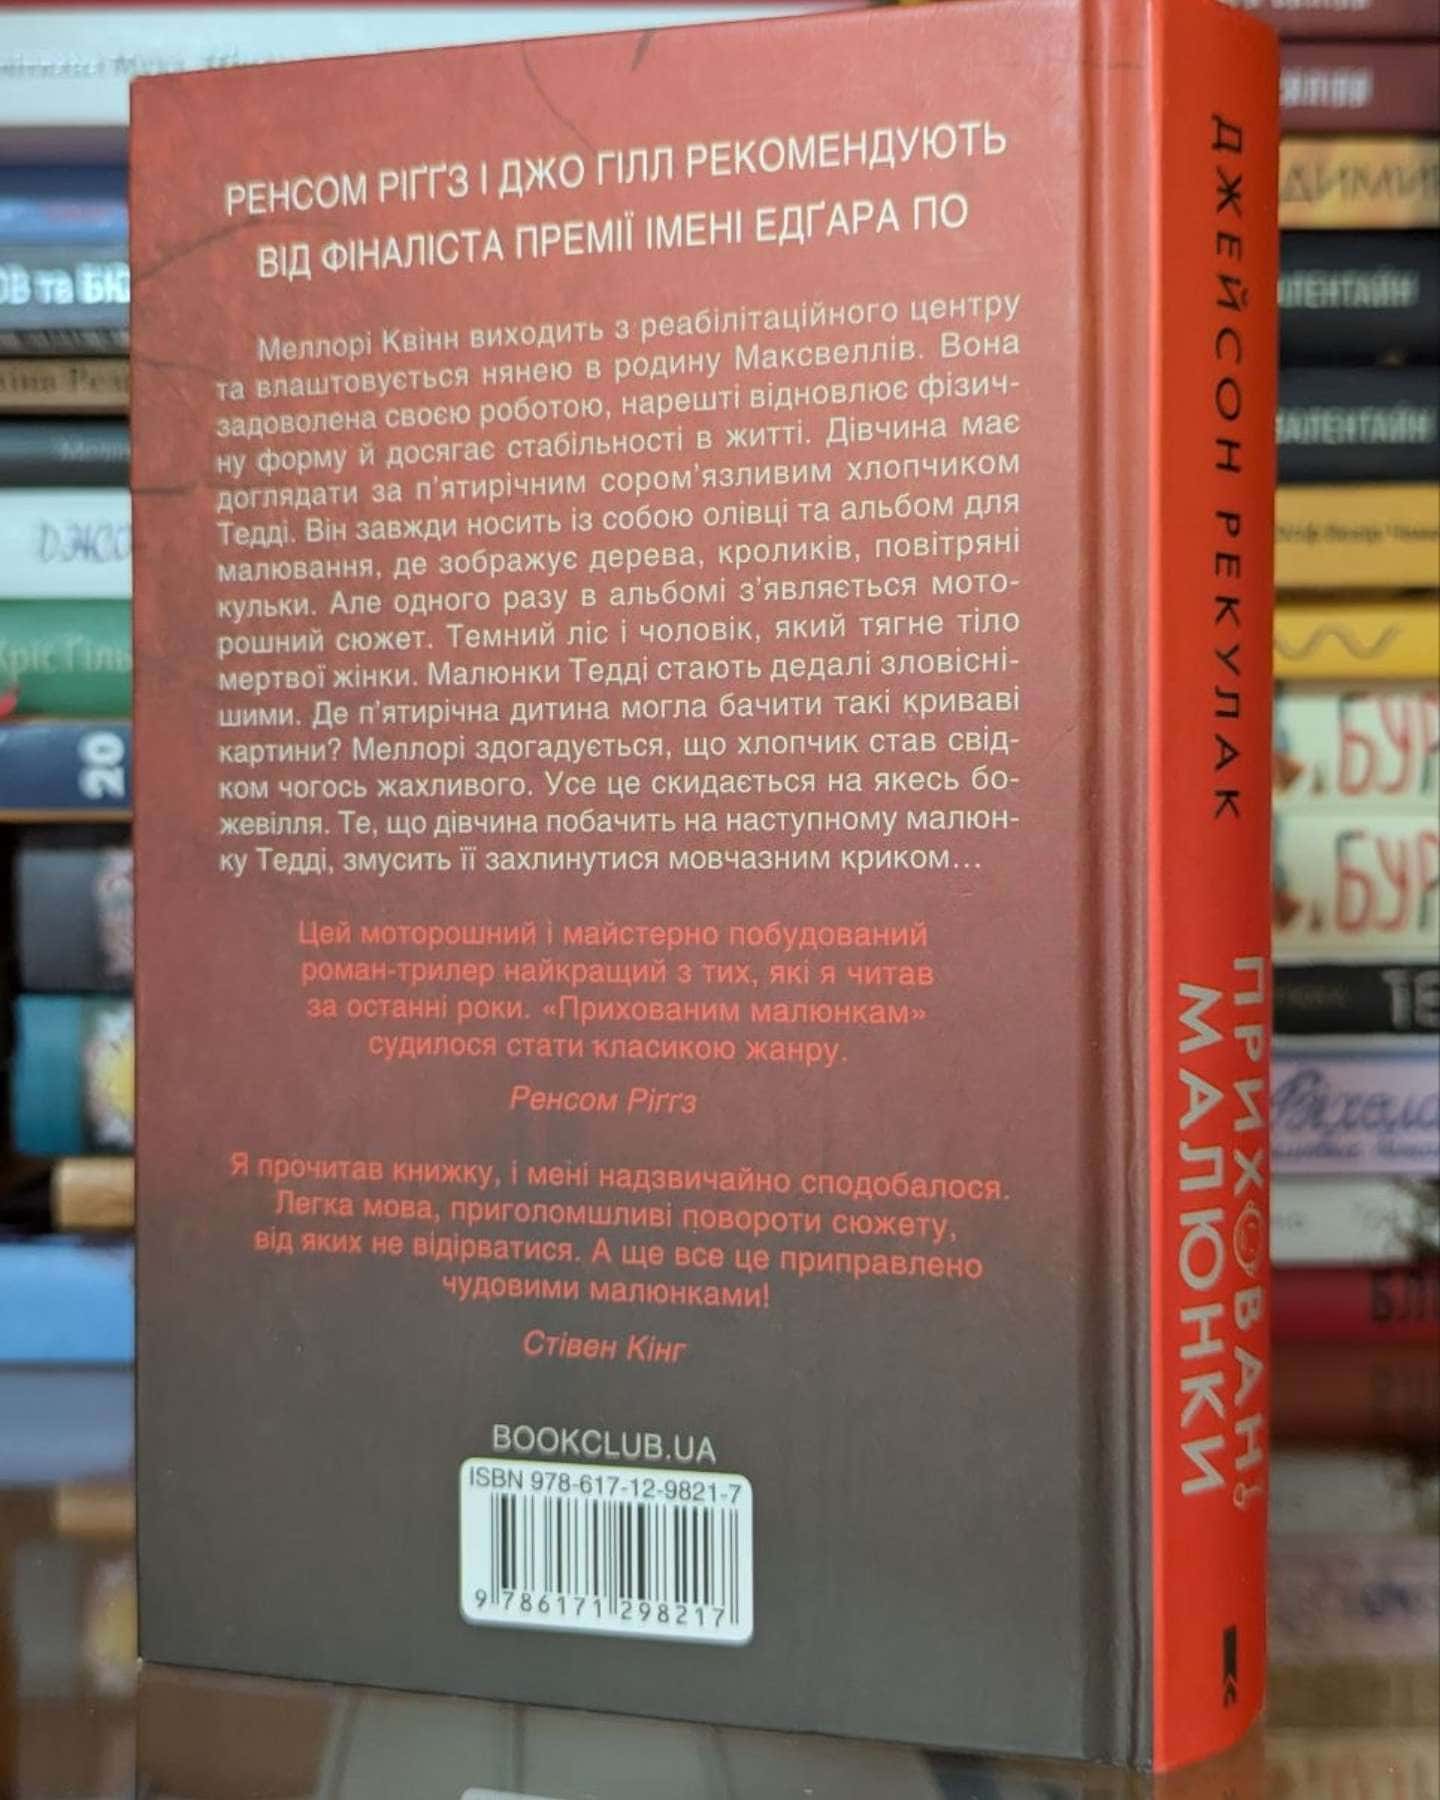 РЕНСОМ РІҐҐЗ І ДЖО ГІЛЛ РЕКОМЕНДУЮТЬ
ВІД ФІНАЛІСТА ПРЕМІЇ ІМЕНІ ЕДҐАРА ПО
Меллорі Квінн виходить з реабілітаційного центру
та влаштовується нянею в родину Максвеллів. Вона
задоволена своєю роботою, нарешті відновлює фізич-
ну форму й досягає стабільності в житті. Дівчина має
доглядати за п’ятирічним сором’язливим хлопчиком
Тедді. Він завжди носить із собою олівці та альбом для
малювання, де зображує дерева, кроликів, повітряні
кульки. Але одного разу в альбомі з’являється мото-
рошний сюжет. Темний ліс і чоловік, який тягне тіло
мертвої жінки. Малюнки Тедді стають дедалі зловісні-
шими. Де п’ятирічна дитина могла бачити такі криваві
картини? Меллорі здогадується, що хлопчик став свід-
ком чогось жахливого. Усе це скидається на якесь бо-
жевілля. Те, що дівчина побачить на наступному малюн-
ку Тедді, змусить її захлинутися мовчазним криком…
Цей моторошний і майстерно побудований
роман-трилер найкращий з тих, які я читав
за останні роки. «Прихованим малюнкам»
судилося стати класикою жанру.
Ренсом Ріґґз
Я прочитав книжку, і мені надзвичайно сподобалося.
Легка мова, приголомшливі повороти сюжету,
від яких не відірватися. А ще все це приправлено
чудовими малюнками!
Стівен Кінг
BOOKCLUB.UA
ISBN 978-617-12-9821-7
9 786171 298217
ДЖЕЙСОН РЕКУЛАК
ПРИХОВАНІ
МАЛЮНКИ
ОВ та БЮ
20
ЛЕНТАЙН
ВАЛЕНТАЙН
БУР
БУР
ТЕ